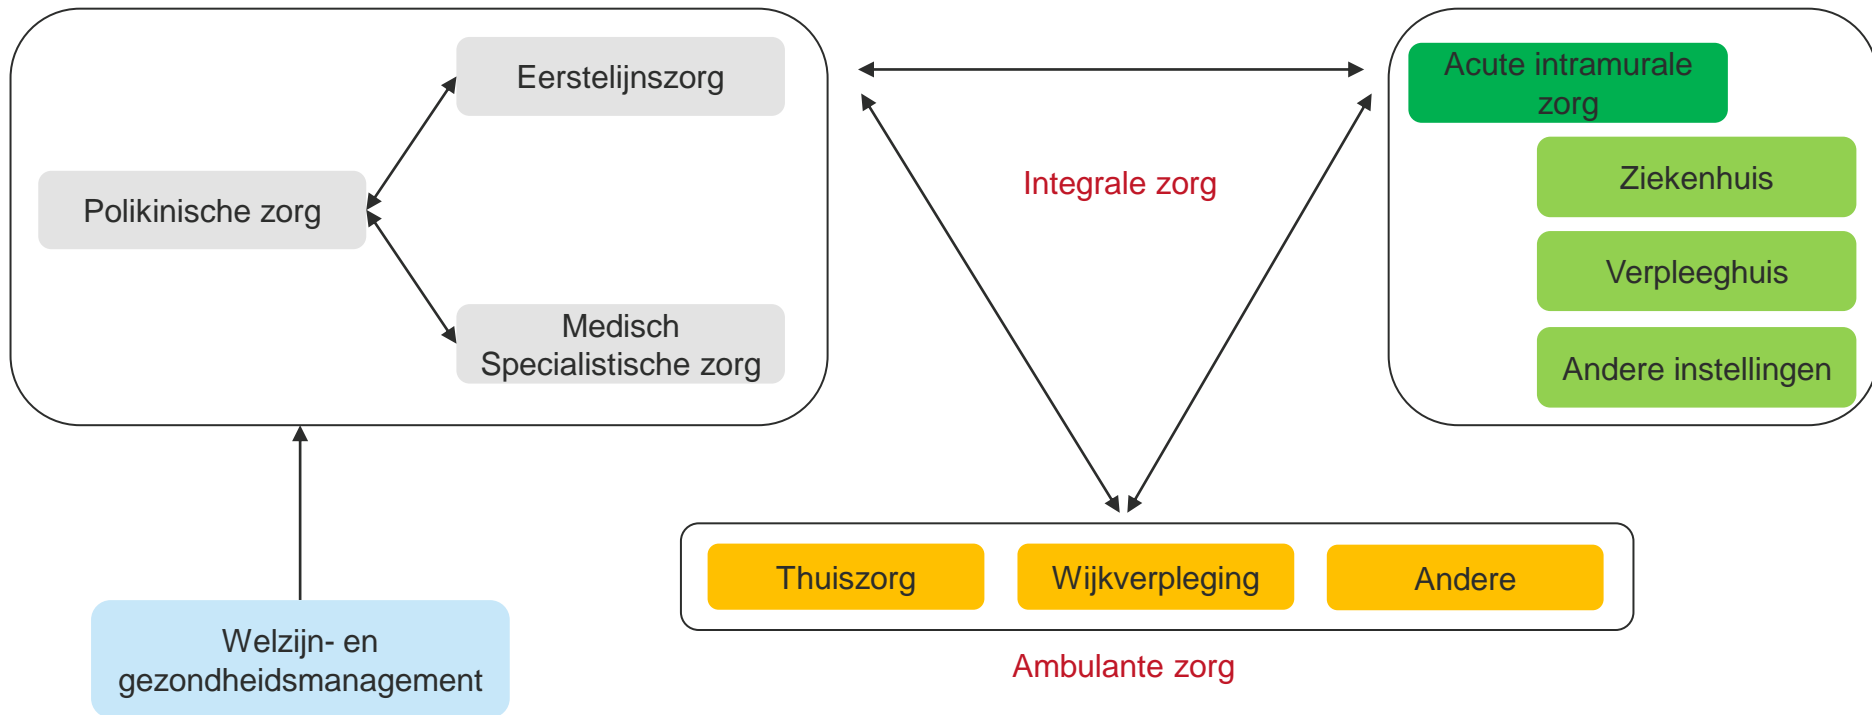 Eerstelijnszorg
Polikinische zorg
Medisch
Specialistische zorg
Integrale zorg
Acute intramurale
zorg
Ziekenhuis
Verpleeghuis
Andere instellingen
Thuiszorg
Wijkverpleging
Andere
Ambulante zorg
Welzijn- en
gezondheidsmanagement